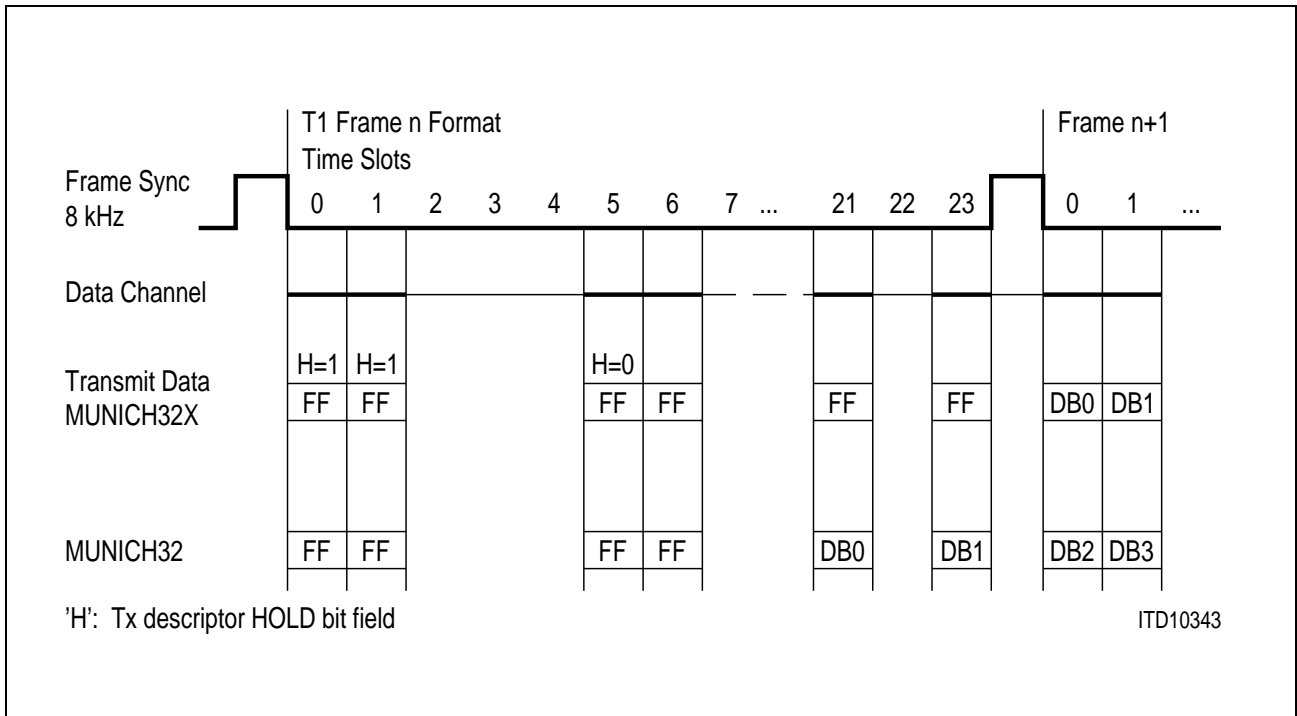 T1 Frame n Format Frame n+1
Time Slots
Frame Sync
8 kHz
0 1 2 3 4 5 6 7 ... 21 22 23 0 1 ...
Data Channel
H=1 H=1 H=0
Transmit Data
MUNICH32X
FF FF FF FF FF FF DB0 DB1
MUNICH32 FF FF FF FF DB0 DB1 DB2 DB3
’H’: Tx descriptor HOLD bit field ITD10343